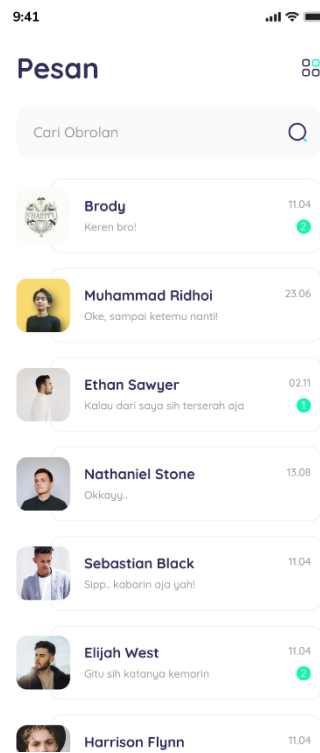 9:41
Pesan
Cari Obrolan
Brody
11.04
Keren bro!
2
Muhammad Ridhoi
23.06
Oke, sampai ketemu nanti!
Ethan Sawyer
02.11
Kalau dari saya sih terserah aja
1
Nathaniel Stone
13.08
Okkayy..
Sebastian Black
11.04
Sipp.. kabarin aja yah!
Elijah West
11.04
Gitu sih katanya kemarin
2
Harrison Flynn
11.04